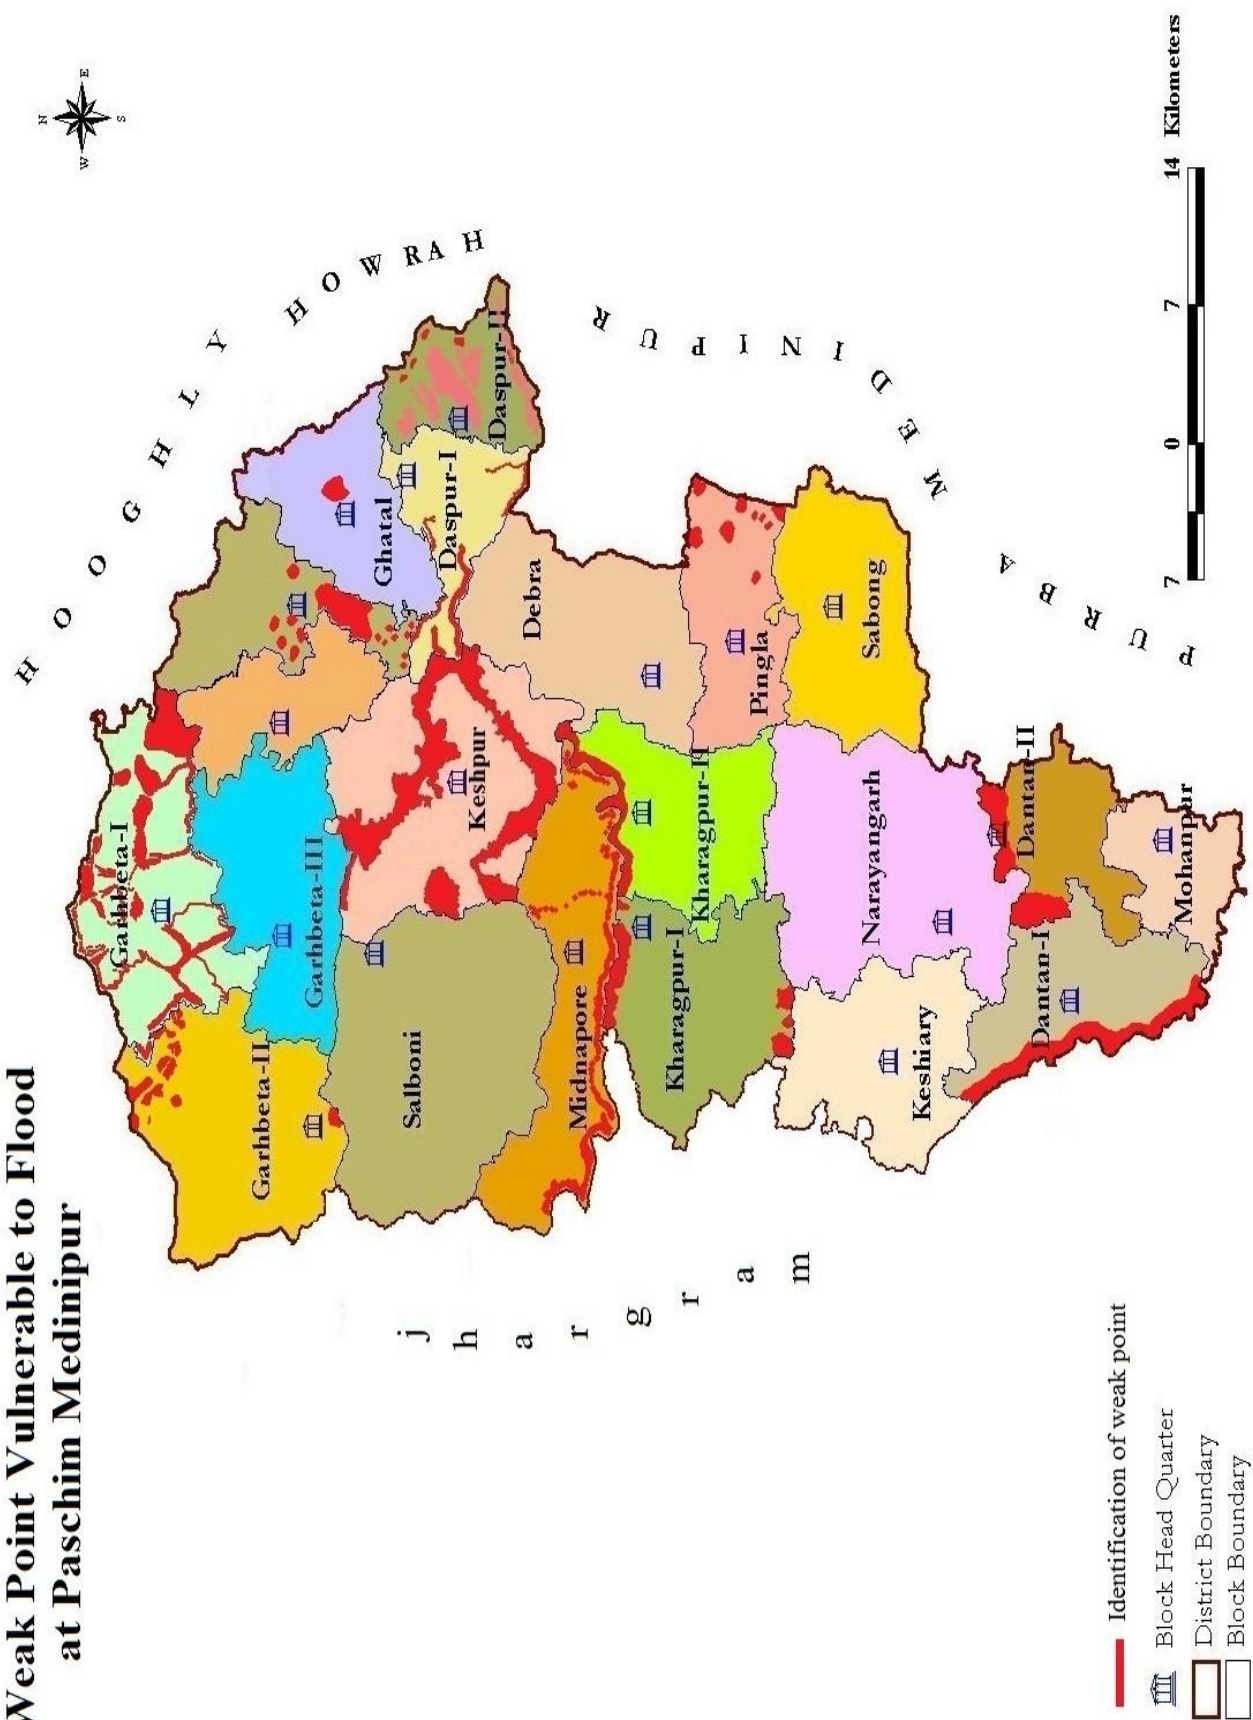 Weak Point Vulnerable to Flood
at Paschim Medinipur
N
W
E
S
HOOGHLY
HOWRAH
PURBA MEDINIPUR
jhargram
Garhbeta-I
Garhbeta-II
Garhbeta-III
Ghatal
Daspur-I
Daspur-II
Keshpur
Salboni
Debra
Midnapore
Kharagpur-I
Kharagpur-II
Pingla
Sabong
Narayangarh
Keshiary
Dantan-I
Dantan-II
Mohanpur
Identification of weak point
Block Head Quarter
District Boundary
Block Boundary
7 0 7 14 Kilometers